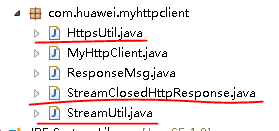 com.huawei.myhttpclient
HttpsUtil.java
MyHttpClient.java
ResponseMsg.java
StreamClosedHttpResponse.java
StreamUtil.java